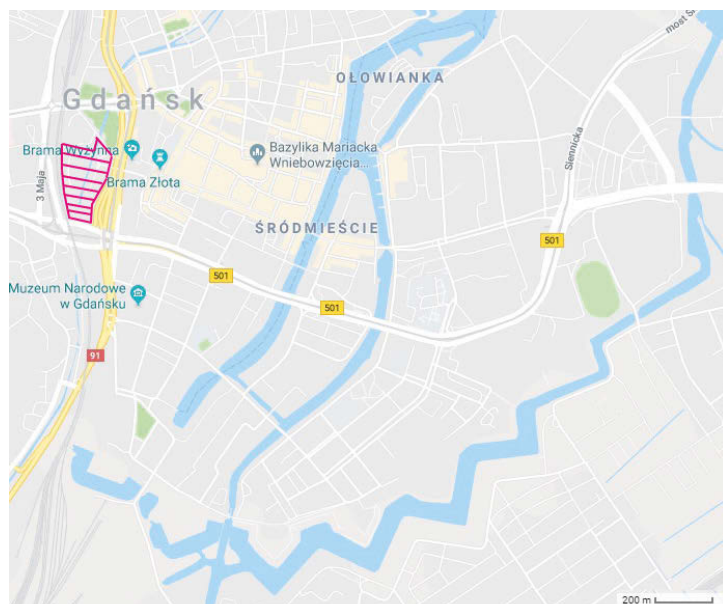 most S
OŁOWIANKA
Gdańsk
Brama Wyżynna
Brama Złota
Bazylika Mariacka
Wniebowzięcia...
Siennicka
3 Maja
ŚRÓDMIEŚCIE
501
501
501
Muzeum Narodowe
w Gdańsku
91
200 m